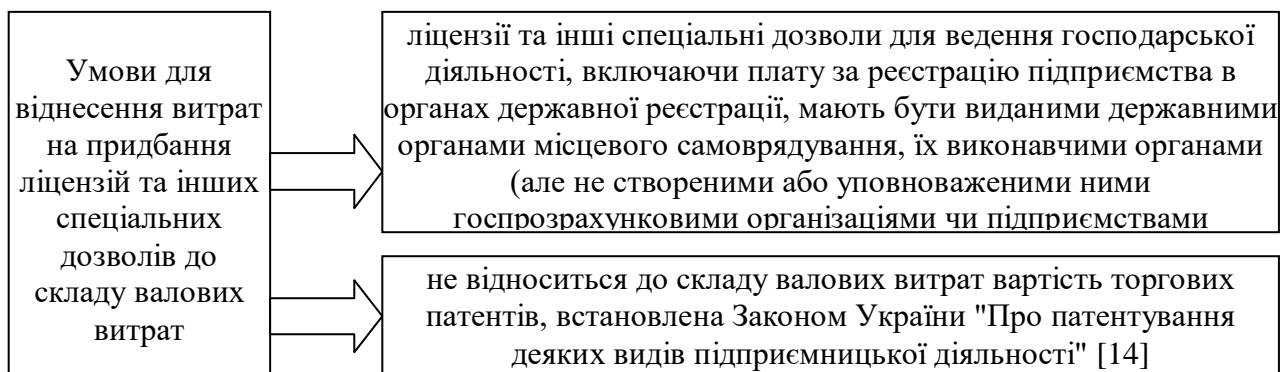 Умови для
віднесення витрат
на придбання
ліцензій та інших
спеціальних
дозволів до
складу валових
витрат
ліцензії та інші спеціальні дозволи для ведення господарської
діяльності, включаючи плату за реєстрацію підприємства в
органах державної реєстрації, мають бути виданими державними
органами місцевого самоврядування, їх виконавчими органами
(але не створеними або уповноваженими ними
госпрозрахунковими організаціями чи підприємствами
не відноситься до складу валових витрат вартість торгових
патентів, встановлена Законом України "Про патентування
деяких видів підприємницької діяльності" [14]